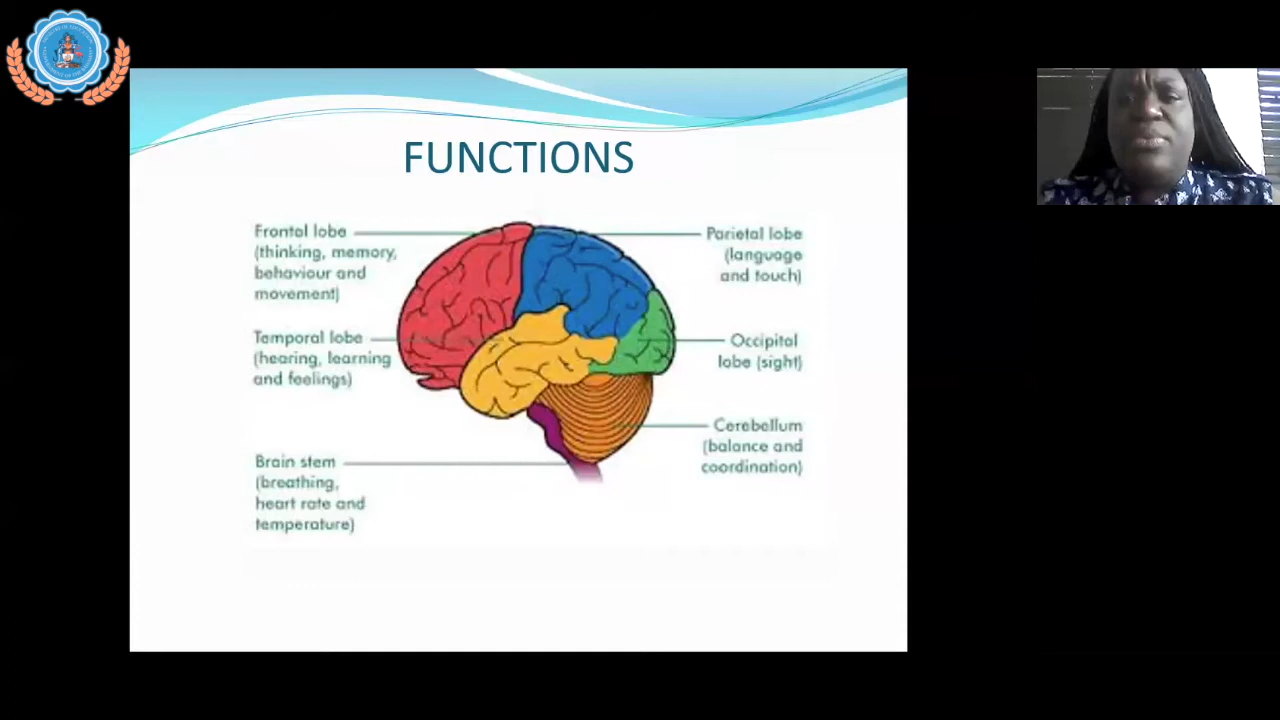 FUNCTIONS
Frontal lobe
(thinking, memory,
behaviour and
movement)
Temporal lobe
(hearing, learning
and feelings)
Brain stem
(breathing,
heart rate and
temperature)
Parietal lobe
(language
and touch)
Occipital
lobe (sight)
Cerebellum
(balance and
coordination)